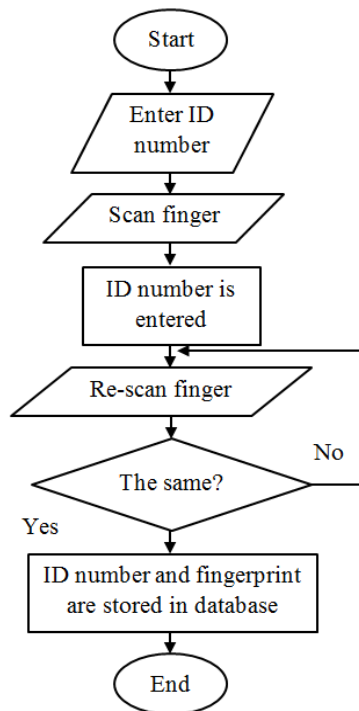 Start
Enter ID
number
Scan finger
ID number is
entered
Re-scan finger
The same?
No
Yes
ID number and fingerprint
are stored in database
End